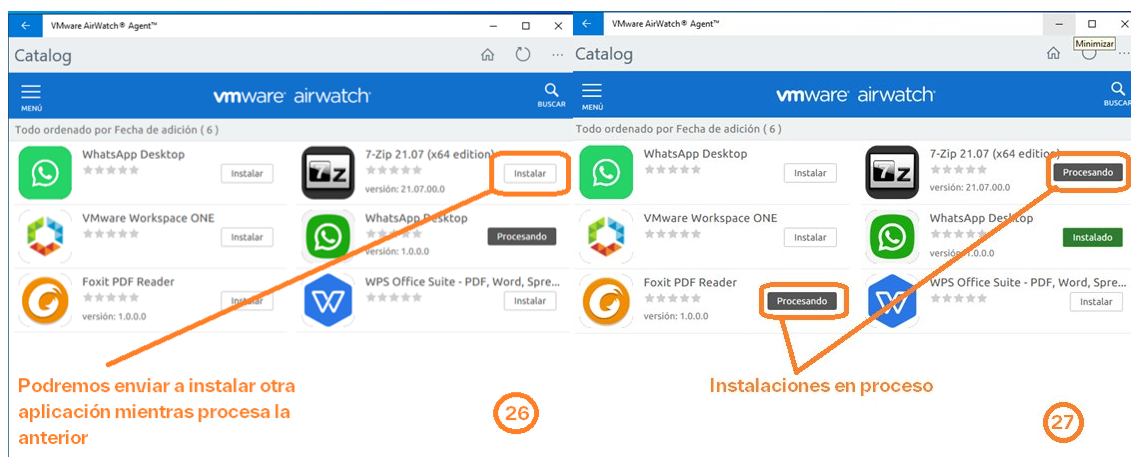 VMware AirWatch® Agent™
Catalog
MENÚ
vmware airwatch
BUSCAR
Todo ordenado por Fecha de adición ( 6 )
WhatsApp Desktop
Instalar
7-Zip 21.07 (x64 edition)
versión: 21.07.00.0
Instalar
VMware Workspace ONE
Instalar
WhatsApp Desktop
versión: 1.0.0.0
Procesando
Foxit PDF Reader
versión: 1.0.0.0
Instalar
WPS Office Suite - PDF, Word, Spre...
Instalar
Podremos enviar a instalar otra
aplicación mientras procesa la
anterior
26
VMware AirWatch® Agent™
Minimizar
Catalog
MENÚ
vmware airwatch
BUSCAR
Todo ordenado por Fecha de adición ( 6 )
WhatsApp Desktop
Instalar
7-Zip 21.07 (x64 edition)
versión: 21.07.00.0
Procesando
VMware Workspace ONE
Instalar
WhatsApp Desktop
versión: 1.0.0.0
Instalado
Foxit PDF Reader
versión: 1.0.0.0
Procesando
WPS Office Suite - PDF, Word, Spre...
Instalar
Instalaciones en proceso
27